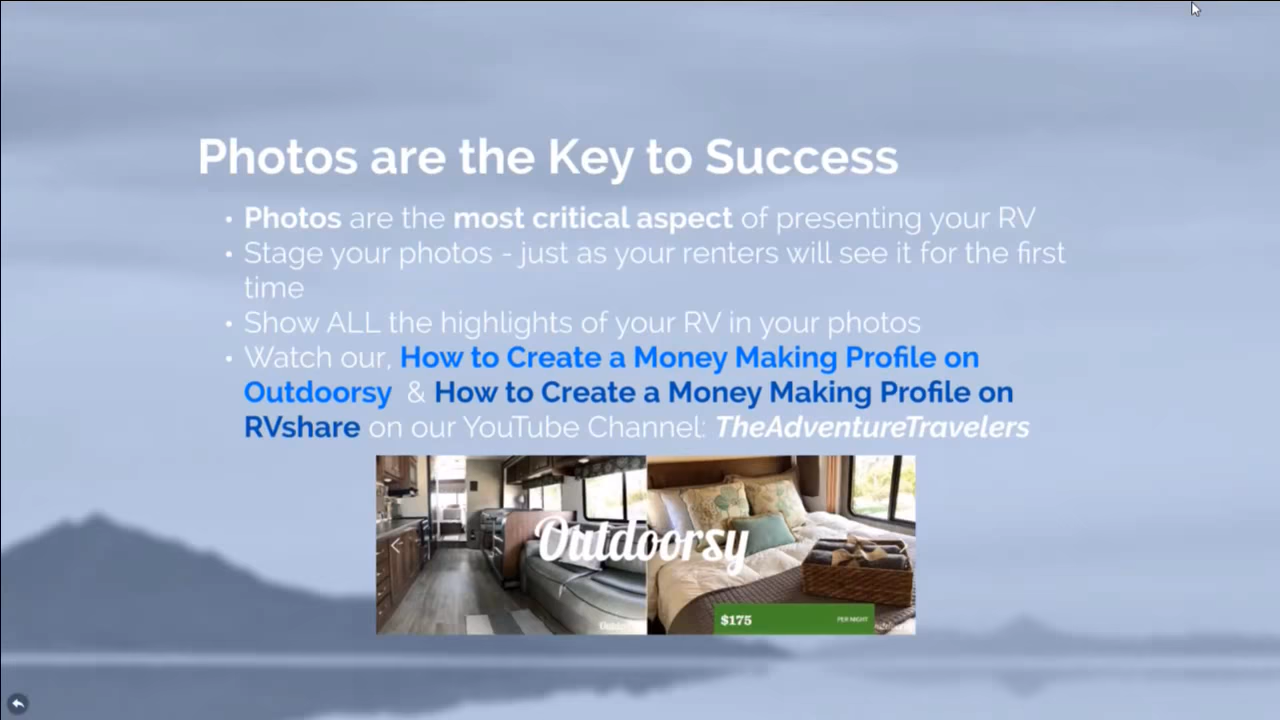 Photos are the Key to Success
• Photos are the most critical aspect of presenting your RV
• Stage your photos - just as your renters will see it for the first
time
• Show ALL the highlights of your RV in your photos
• Watch our, How to Create a Money Making Profile on
Outdoorsy & How to Create a Money Making Profile on
RVshare on our YouTube Channel: TheAdventureTravelers
Outdoorsy
$175 PER NIGHT